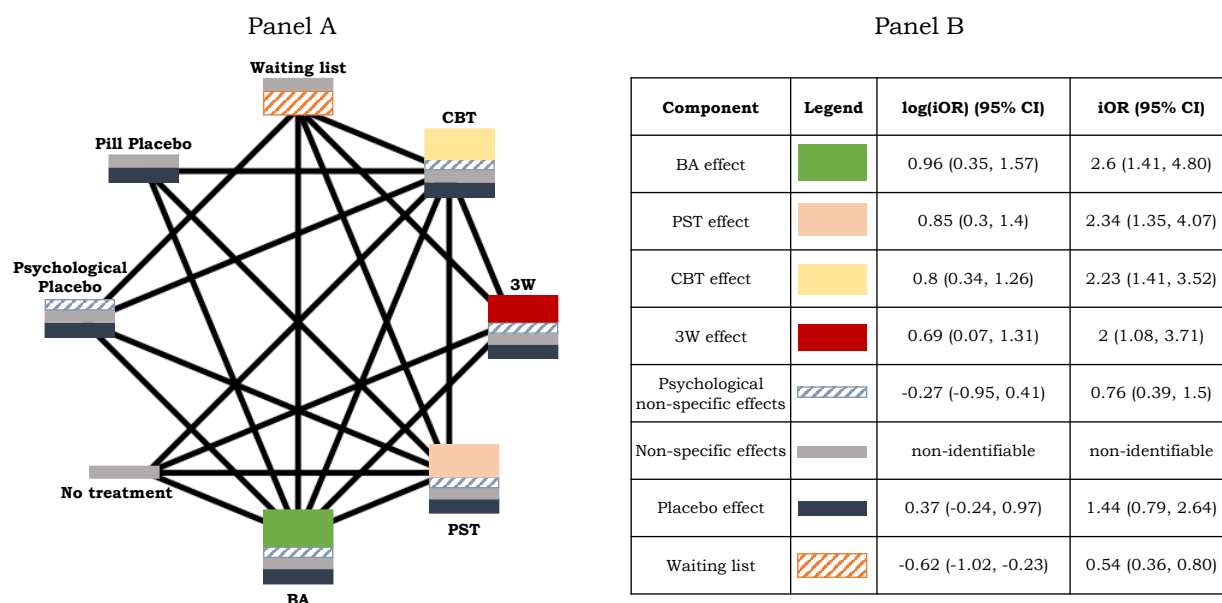 Panel A
Waiting list
CBT
Pill Placebo
Psychological
Placebo
3W
No treatment
PST
BA
Panel B
Component Legend log(iOR) (95% CI) iOR (95% CI)
BA effect 0.96 (0.35, 1.57) 2.6 (1.41, 4.80)
PST effect 0.85 (0.3, 1.4) 2.34 (1.35, 4.07)
CBT effect 0.8 (0.34, 1.26) 2.23 (1.41, 3.52)
3W effect 0.69 (0.07, 1.31) 2 (1.08, 3.71)
Psychological
non-specific effects -0.27 (-0.95, 0.41) 0.76 (0.39, 1.5)
Non-specific effects non-identifiable non-identifiable
Placebo effect 0.37 (-0.24, 0.97) 1.44 (0.79, 2.64)
Waiting list -0.62 (-1.02, -0.23) 0.54 (0.36, 0.80)